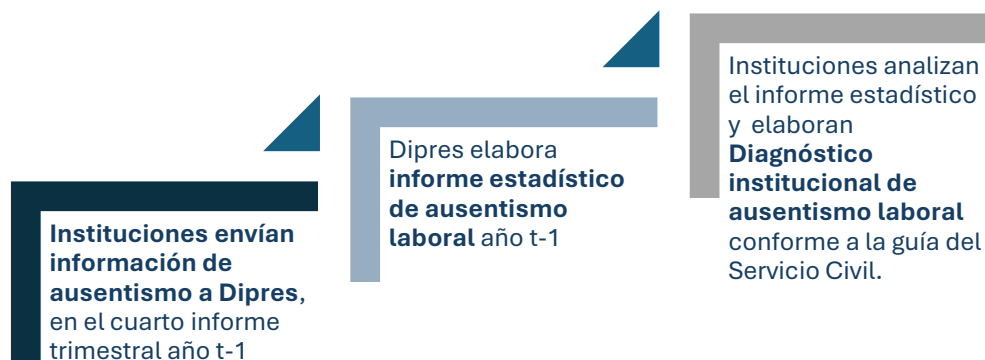 Instituciones envían
información de
ausentismo a Dipres,
en el cuarto informe
trimestral año t-1
Dipres elabora
informe estadístico
de ausentismo
laboral año t-1
Instituciones analizan
el informe estadístico
y elaboran
Diagnóstico
institucional de
ausentismo laboral
conforme a la guía del
Servicio Civil.